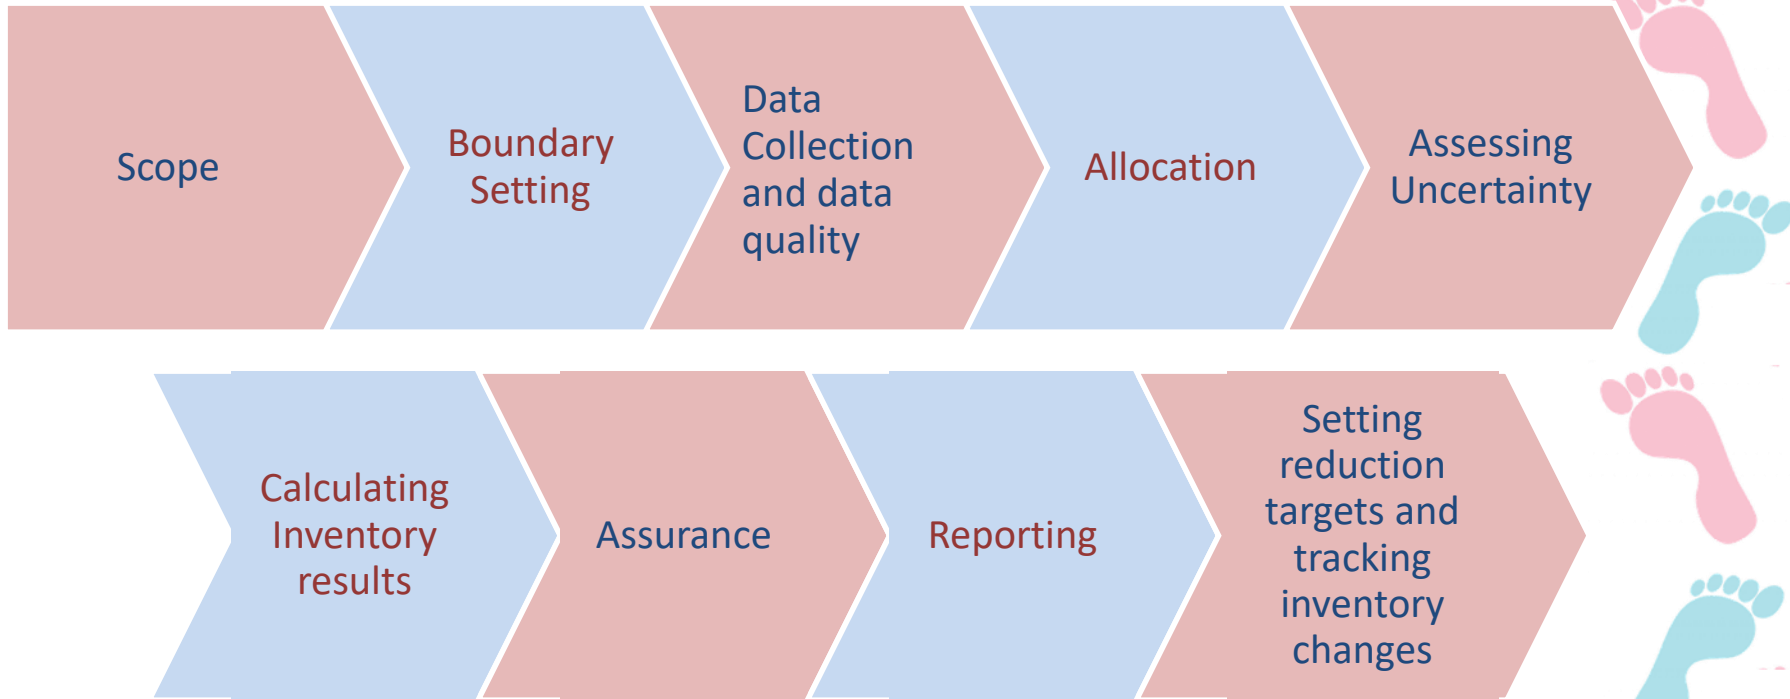 Scope
Boundary
Setting
Data
Collection
and data
quality
Allocation
Assessing
Uncertainty
Calculating
Inventory
results
Assurance
Reporting
Setting
reduction
targets and
tracking
inventory
changes